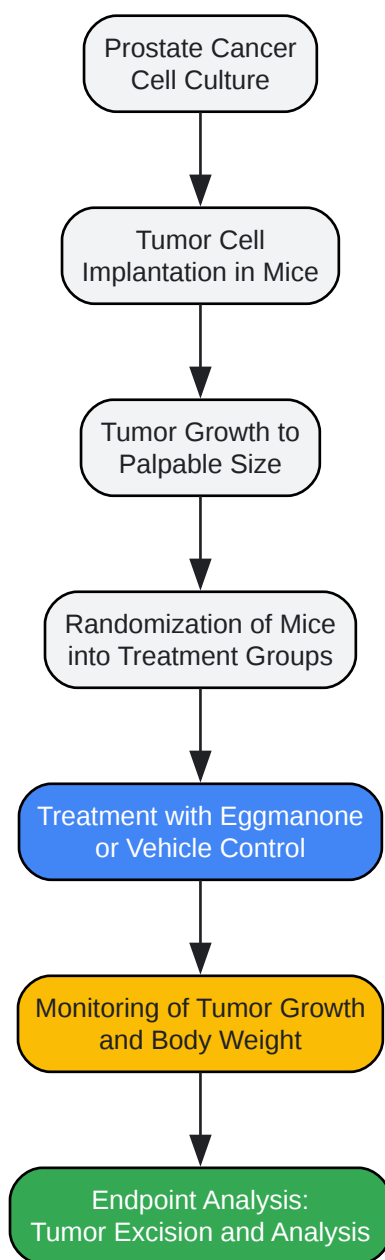 Prostate Cancer
Cell Culture
Tumor Cell
Implantation in Mice
Tumor Growth to
Palpable Size
Randomization of Mice
into Treatment Groups
Treatment with Eggmanone
or Vehicle Control
Monitoring of Tumor Growth
and Body Weight
Endpoint Analysis:
Tumor Excision and Analysis